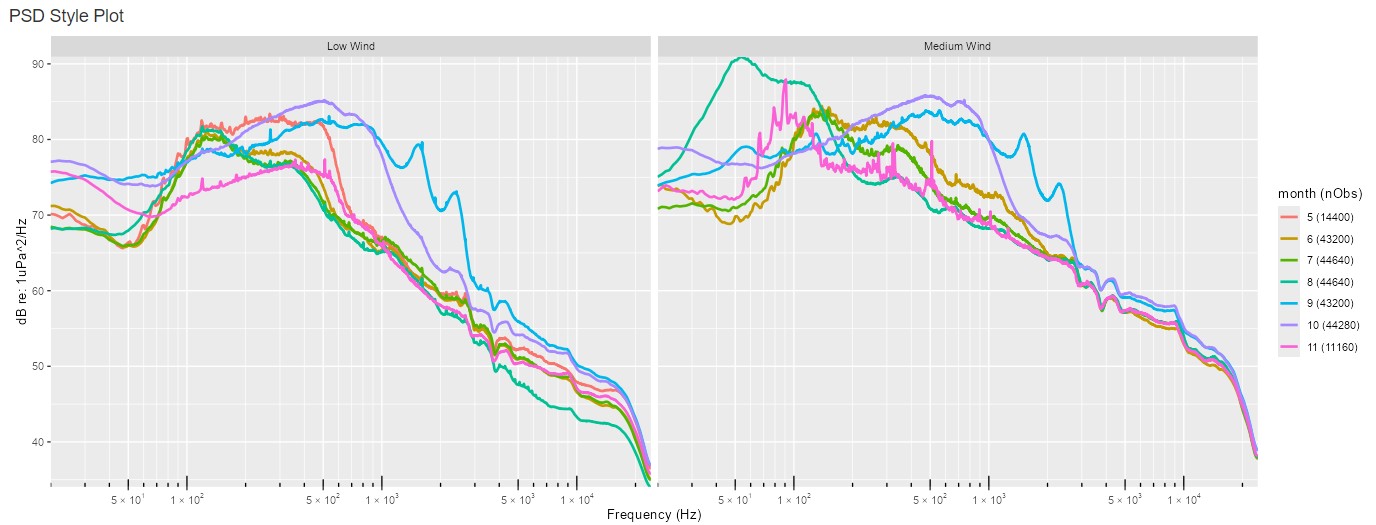 PSD Style Plot
Low Wind
Medium Wind
90
80
70
60
50
40
dB re: 1uPa^2/Hz
5 × 10¹
1 × 10²
5 × 10²
1 × 10³
5 × 10³
1 × 10⁴
5 × 10¹
1 × 10²
5 × 10²
1 × 10³
5 × 10³
1 × 10⁴
Frequency (Hz)
month (nObs)
5 (14400)
6 (43200)
7 (44640)
8 (44640)
9 (43200)
10 (44280)
11 (11160)